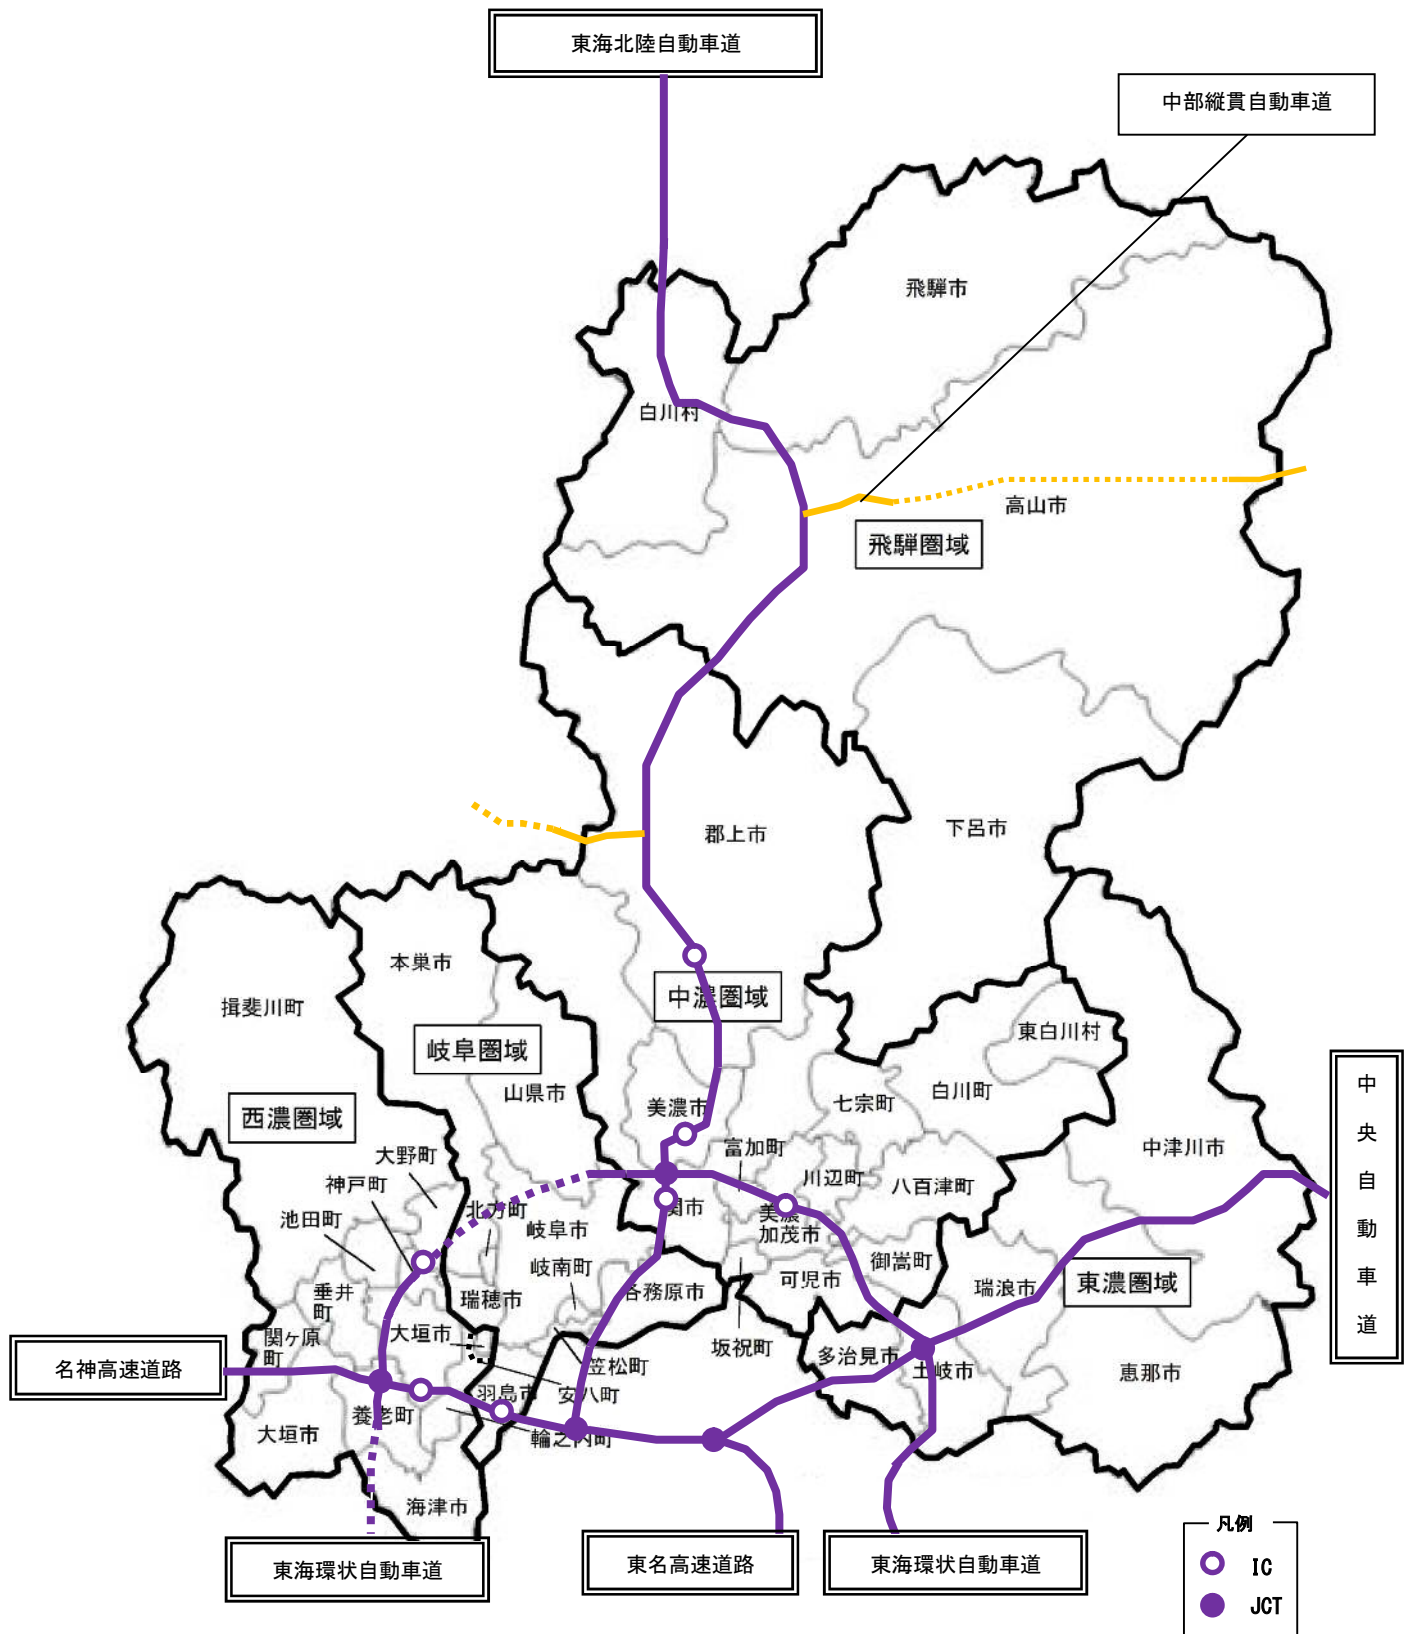 東海北陸自動車道
中部縦貫自動車道
飛騨市
白川村
高山市
飛騨圏域
郡上市
下呂市
本巣市
揖斐川町
中濃圏域
岐阜圏域
東白川村
山県市
白川町
七宗町
美濃市
西濃圏域
中津川市
富加町
大野町
川辺町
神戸町
八百津町
関市
北方町
池田町
美濃
加茂市
岐阜市
御嵩町
岐南町
可児市
瑞浪市
東濃圏域
各務原市
垂井
町
瑞穂市
大垣市
関ヶ原
町
坂祝町
多治見市
笠松町
土岐市
恵那市
安八町
羽島市
養老町
大垣市
輪之内町
海津市
中央自動車道
名神高速道路
東海環状自動車道
東名高速道路
東海環状自動車道
凡例
IC
JCT